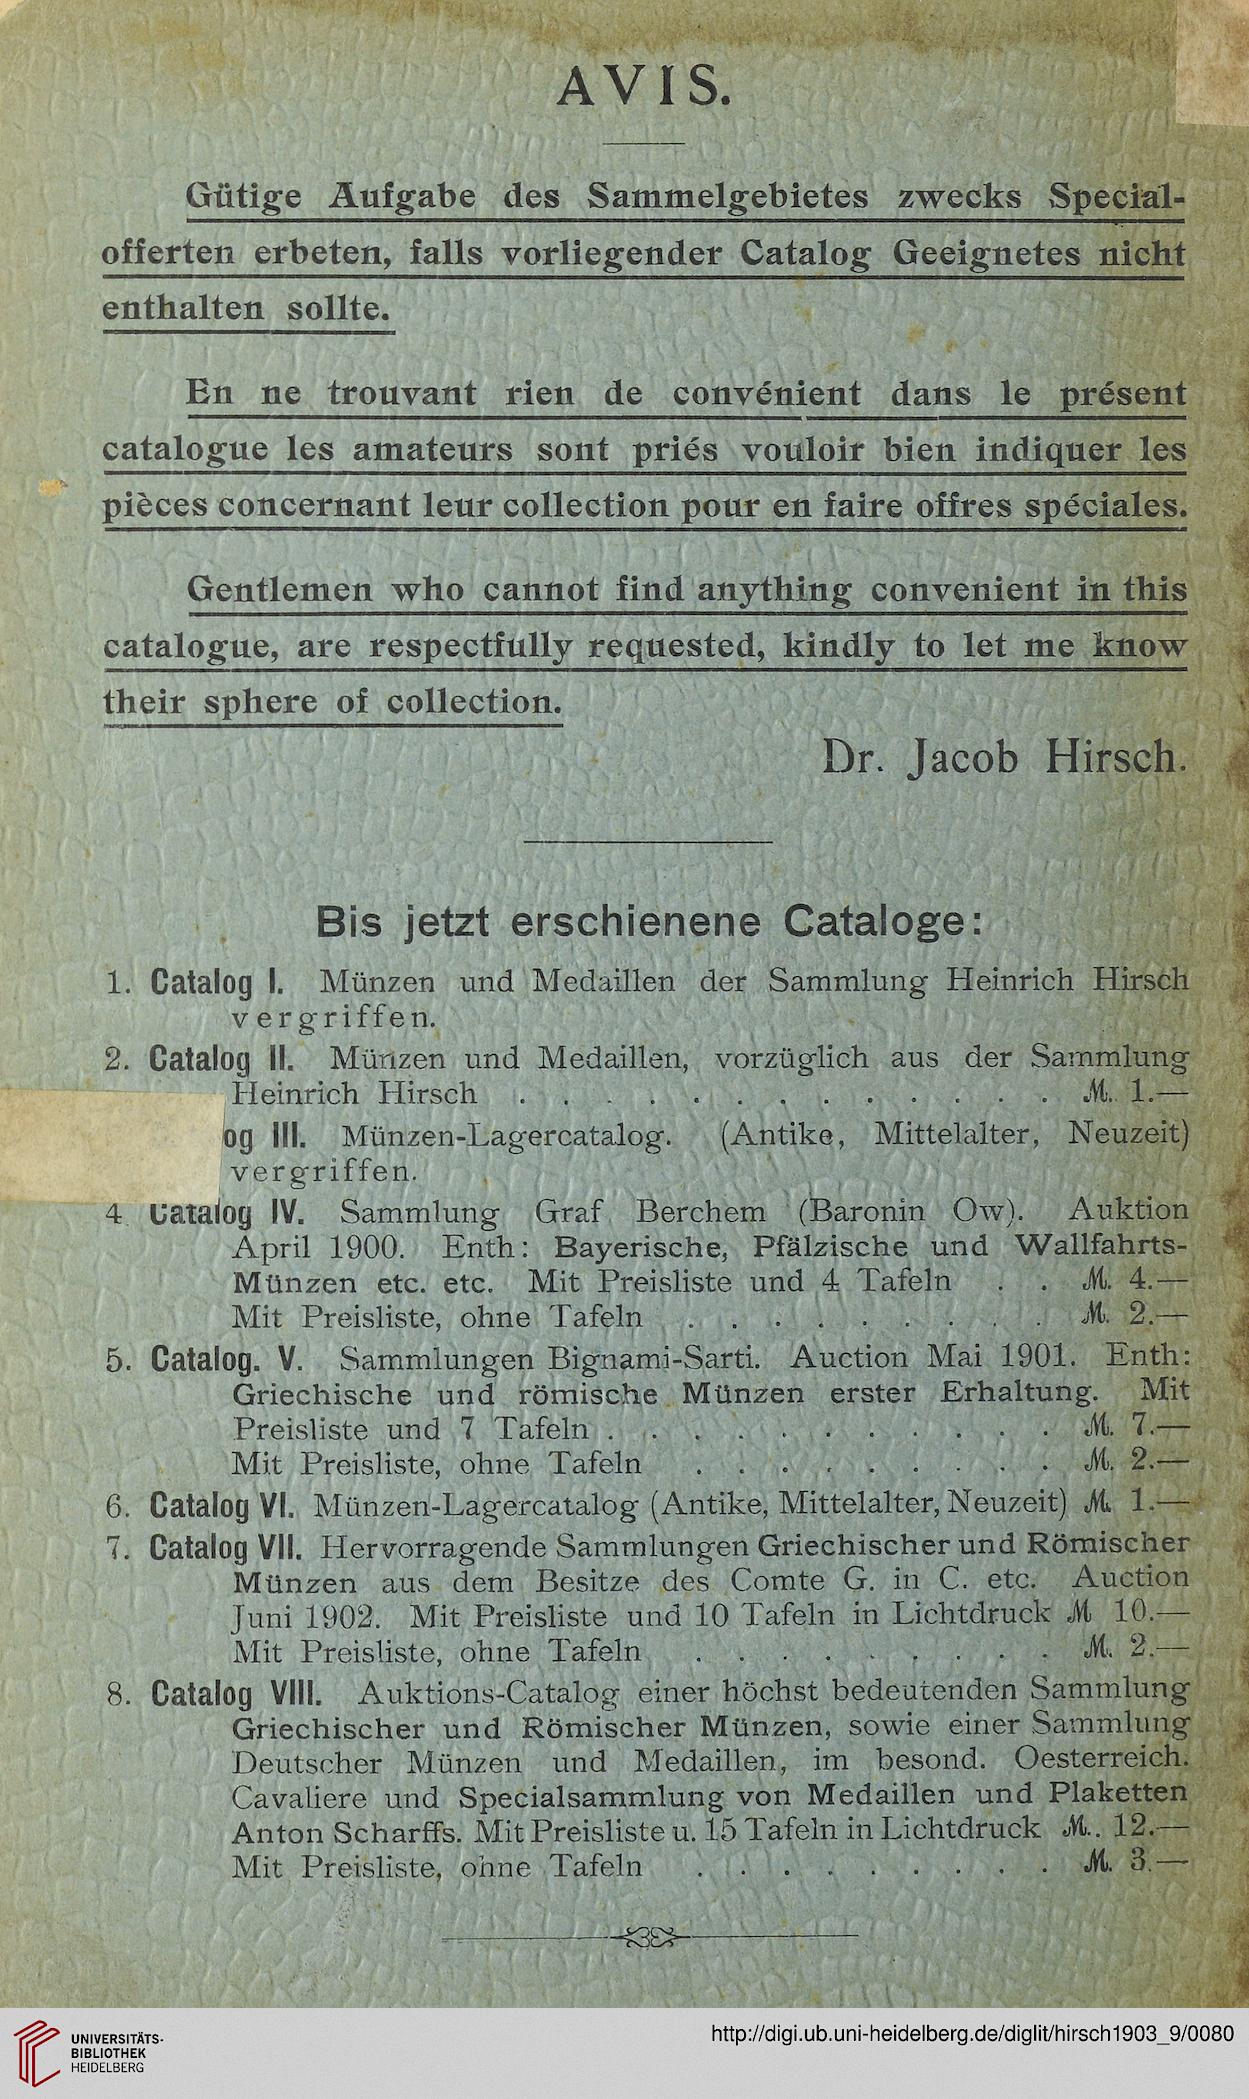 AVIS.
Gütige Aufgabe des Sammelgebietes zwecks Special-
offerten erbeten, falls vorliegender Catalog Geeignetes nicht
enthalten sollte.
En ne trouvant rien de convénient dans le présent
catalogue les amateurs sont priés vouloir bien indiquer les
pièces concernant leur collection pour en faire offres spéciales.
Gentlemen who cannot find anything convenient in this
catalogue, are respectfully requested, kindly to let me know
their sphere of collection.
Dr. Jacob Hirsch.
Bis jetzt erschienene Cataloge:
1. Catalog I. Münzen und Medaillen der Sammlung Heinrich Hirsch
vergriffen.
2. Catalog II. Münzen und Medaillen, vorzüglich aus der Sammlung
Heinrich Hirsch . . . . . . . . . . . . . ℳ. 1.—
og III. Münzen-Lagercatalog. (Antike, Mittelalter, Neuzeit)
vergriffen.
4. Catalog IV. Sammlung Graf Berchem (Baronin Ow). Auktion
April 1900. Enth: Bayerische, Pfälzische und Wallfahrts-
Münzen etc. etc. Mit Preisliste und 4 Tafeln . . ℳ. 4.—
Mit Preisliste, ohne Tafeln . . . . . . . . . ℳ. 2.—
5. Catalog. V. Sammlungen Bignami-Sarti. Auction Mai 1901. Enth:
Griechische und römische Münzen erster Erhaltung. Mit
Preisliste und 7 Tafeln . . . . . . . . . . . ℳ. 7.—
Mit Preisliste, ohne Tafeln . . . . . . . . . ℳ. 2.—
6. Catalog VI. Münzen-Lagercatalog (Antike, Mittelalter, Neuzeit) ℳ. 1.—
7. Catalog VII. Hervorragende Sammlungen Griechischer und Römischer
Münzen aus dem Besitze des Comte G. in C. etc. Auction
Juni 1902. Mit Preisliste und 10 Tafeln in Lichtdruck ℳ 10.—
Mit Preisliste, ohne Tafeln . . . . . . . . . ℳ. 2.—
8. Catalog VIII. Auktions-Catalog einer höchst bedeutenden Sammlung
Griechischer und Römischer Münzen, sowie einer Sammlung
Deutscher Münzen und Medaillen, im besond. Oesterreich.
Cavaliere und Specialsammlung von Medaillen und Plaketten
Anton Scharffs. Mit Preisliste u. 15 Tafeln in Lichtdruck ℳ.. 12.—
Mit Preisliste, ohne Tafeln . . . . . . . . . ℳ. 3.—
UNIVERSITÄTS-
BIBLIOTHEK
HEIDELBERG
http://digi.ub.uni-heidelberg.de/diglit/hirsch1903_9/0080